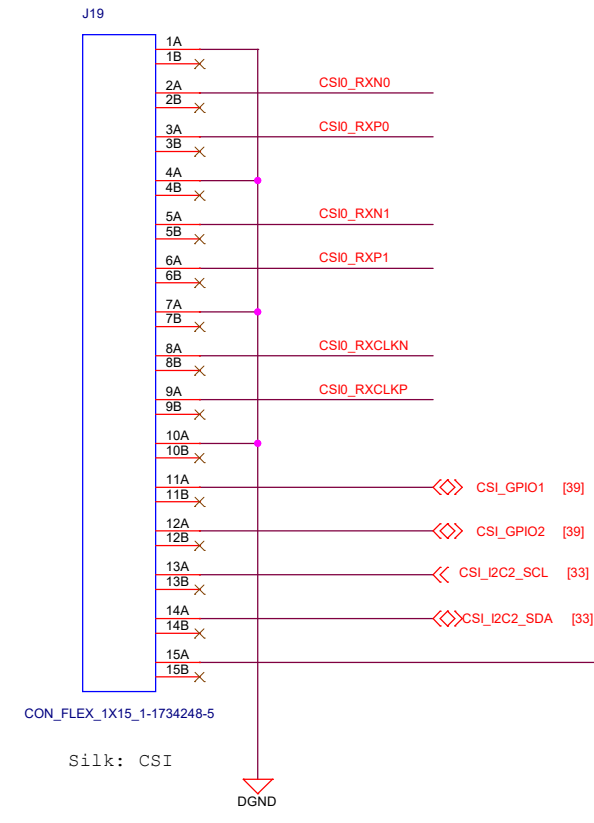 J19
1A
1B
2A CSI0_RXN0
2B
3A CSI0_RXP0
3B
4A
4B
5A CSI0_RXN1
5B
6A CSI0_RXP1
6B
7A
7B
8A CSI0_RXCLKN
8B
9A CSI0_RXCLKP
9B
10A
10B
11A CSI_GPIO1 [39]
11B
12A CSI_GPIO2 [39]
12B
13A CSI_I2C2_SCL [33]
13B
14A CSI_I2C2_SDA [33]
14B
15A
15B
CON_FLEX_1X15_1-1734248-5
Silk: CSI
DGND